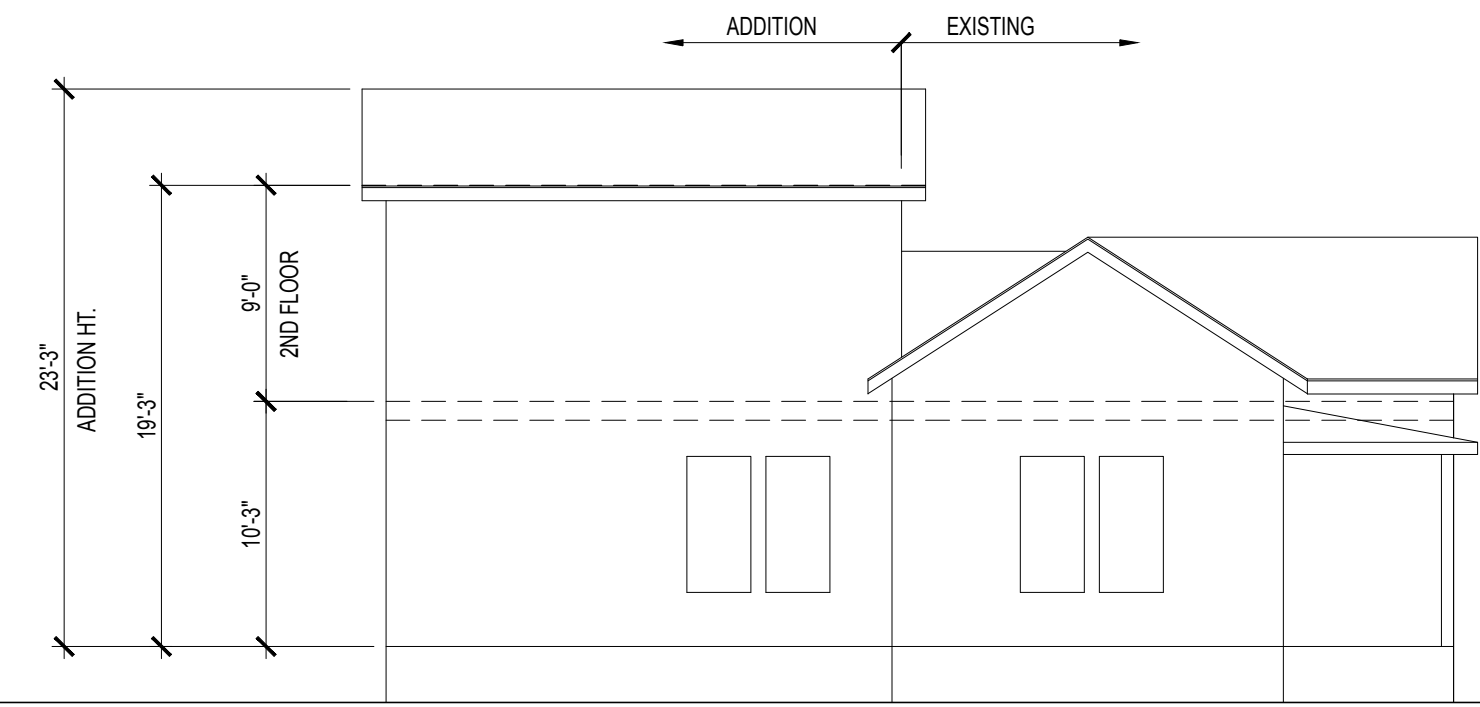 ADDITION
EXISTING
23'-3"
ADDITION HT.
19'-3"
9'-0"
2ND FLOOR
10'-3"